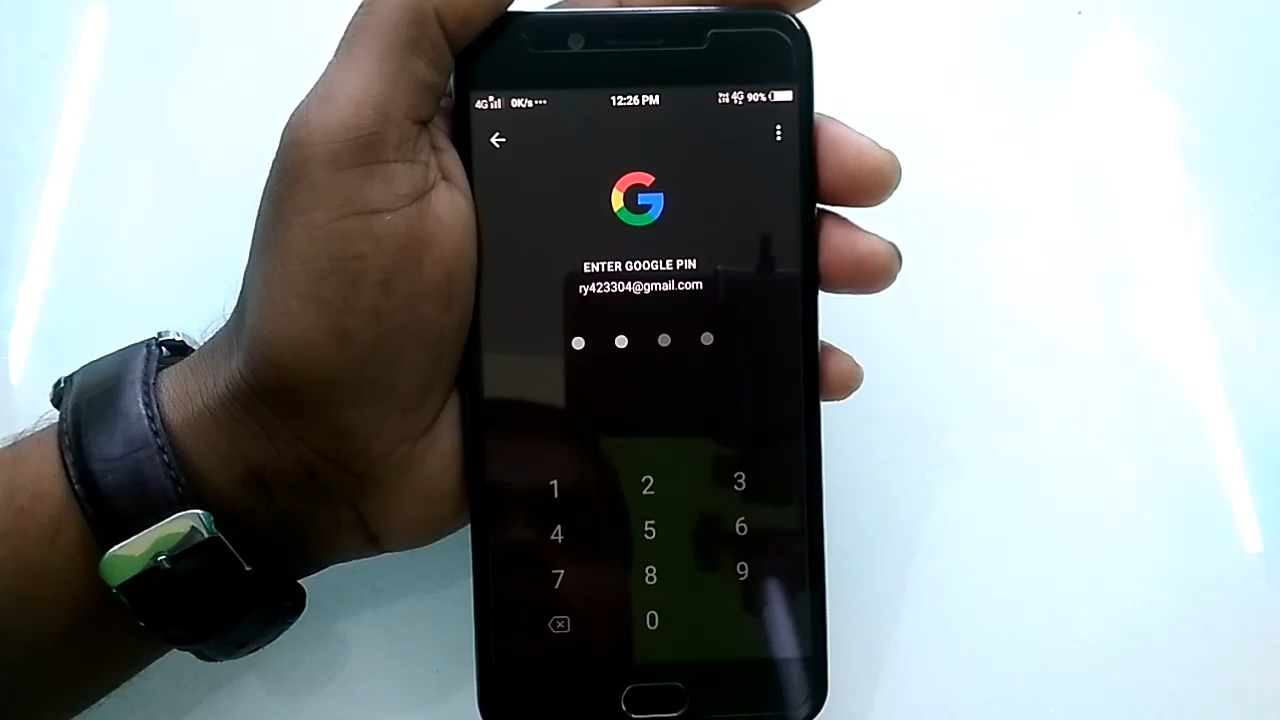 4G 0K/s... 12:26 PM VoLTE 4G 90%
ENTER GOOGLE PIN
ry423304@gmail.com
1 2 3
4 5 6
7 8 9
0